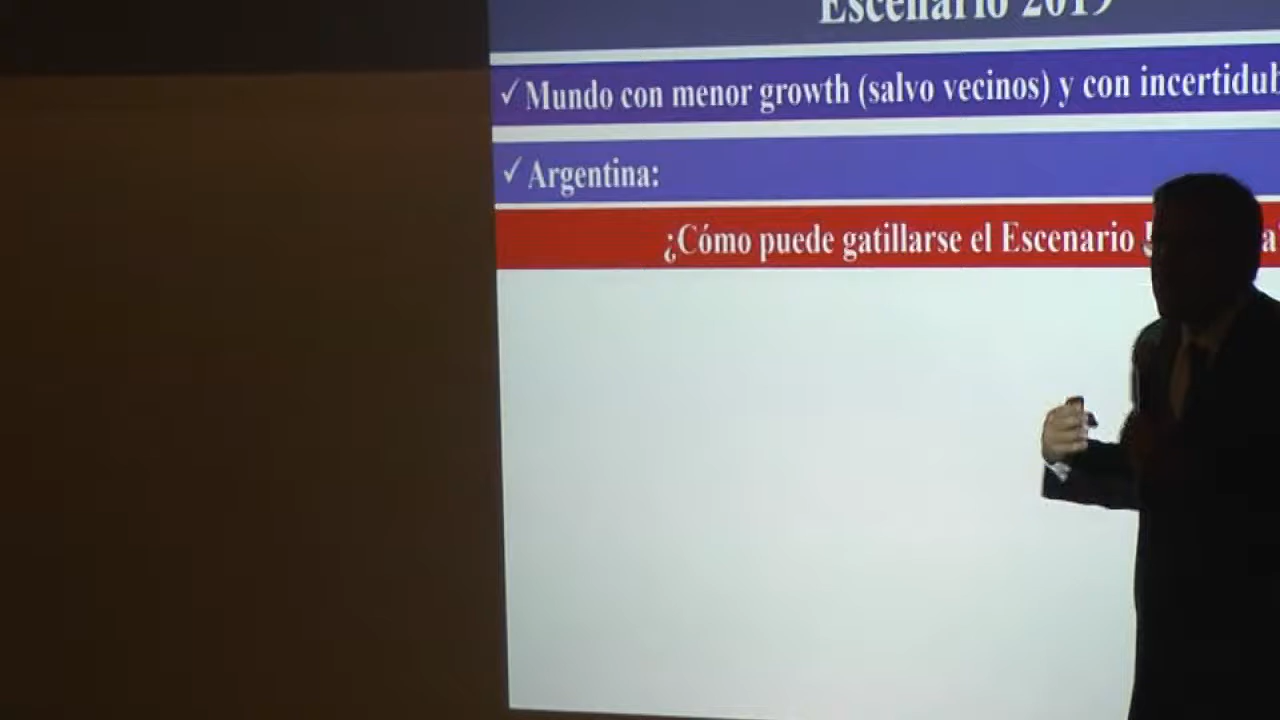 Escenario 2019
✓ Mundo con menor growth (salvo vecinos) y con
✓ Argentina:
¿Cómo puede gatillarse el Escenario